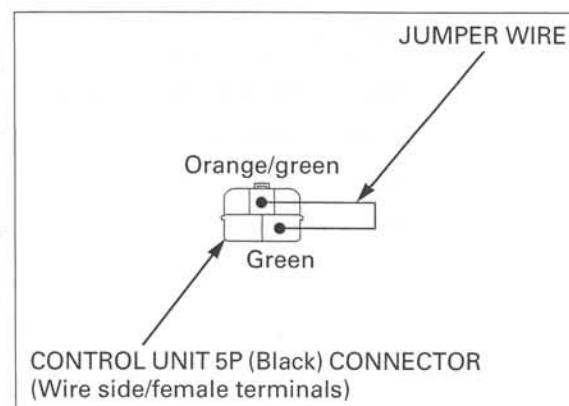 JUMPER WIRE
Orange/green
Green
CONTROL UNIT 5P (Black) CONNECTOR
(Wire side/female terminals)